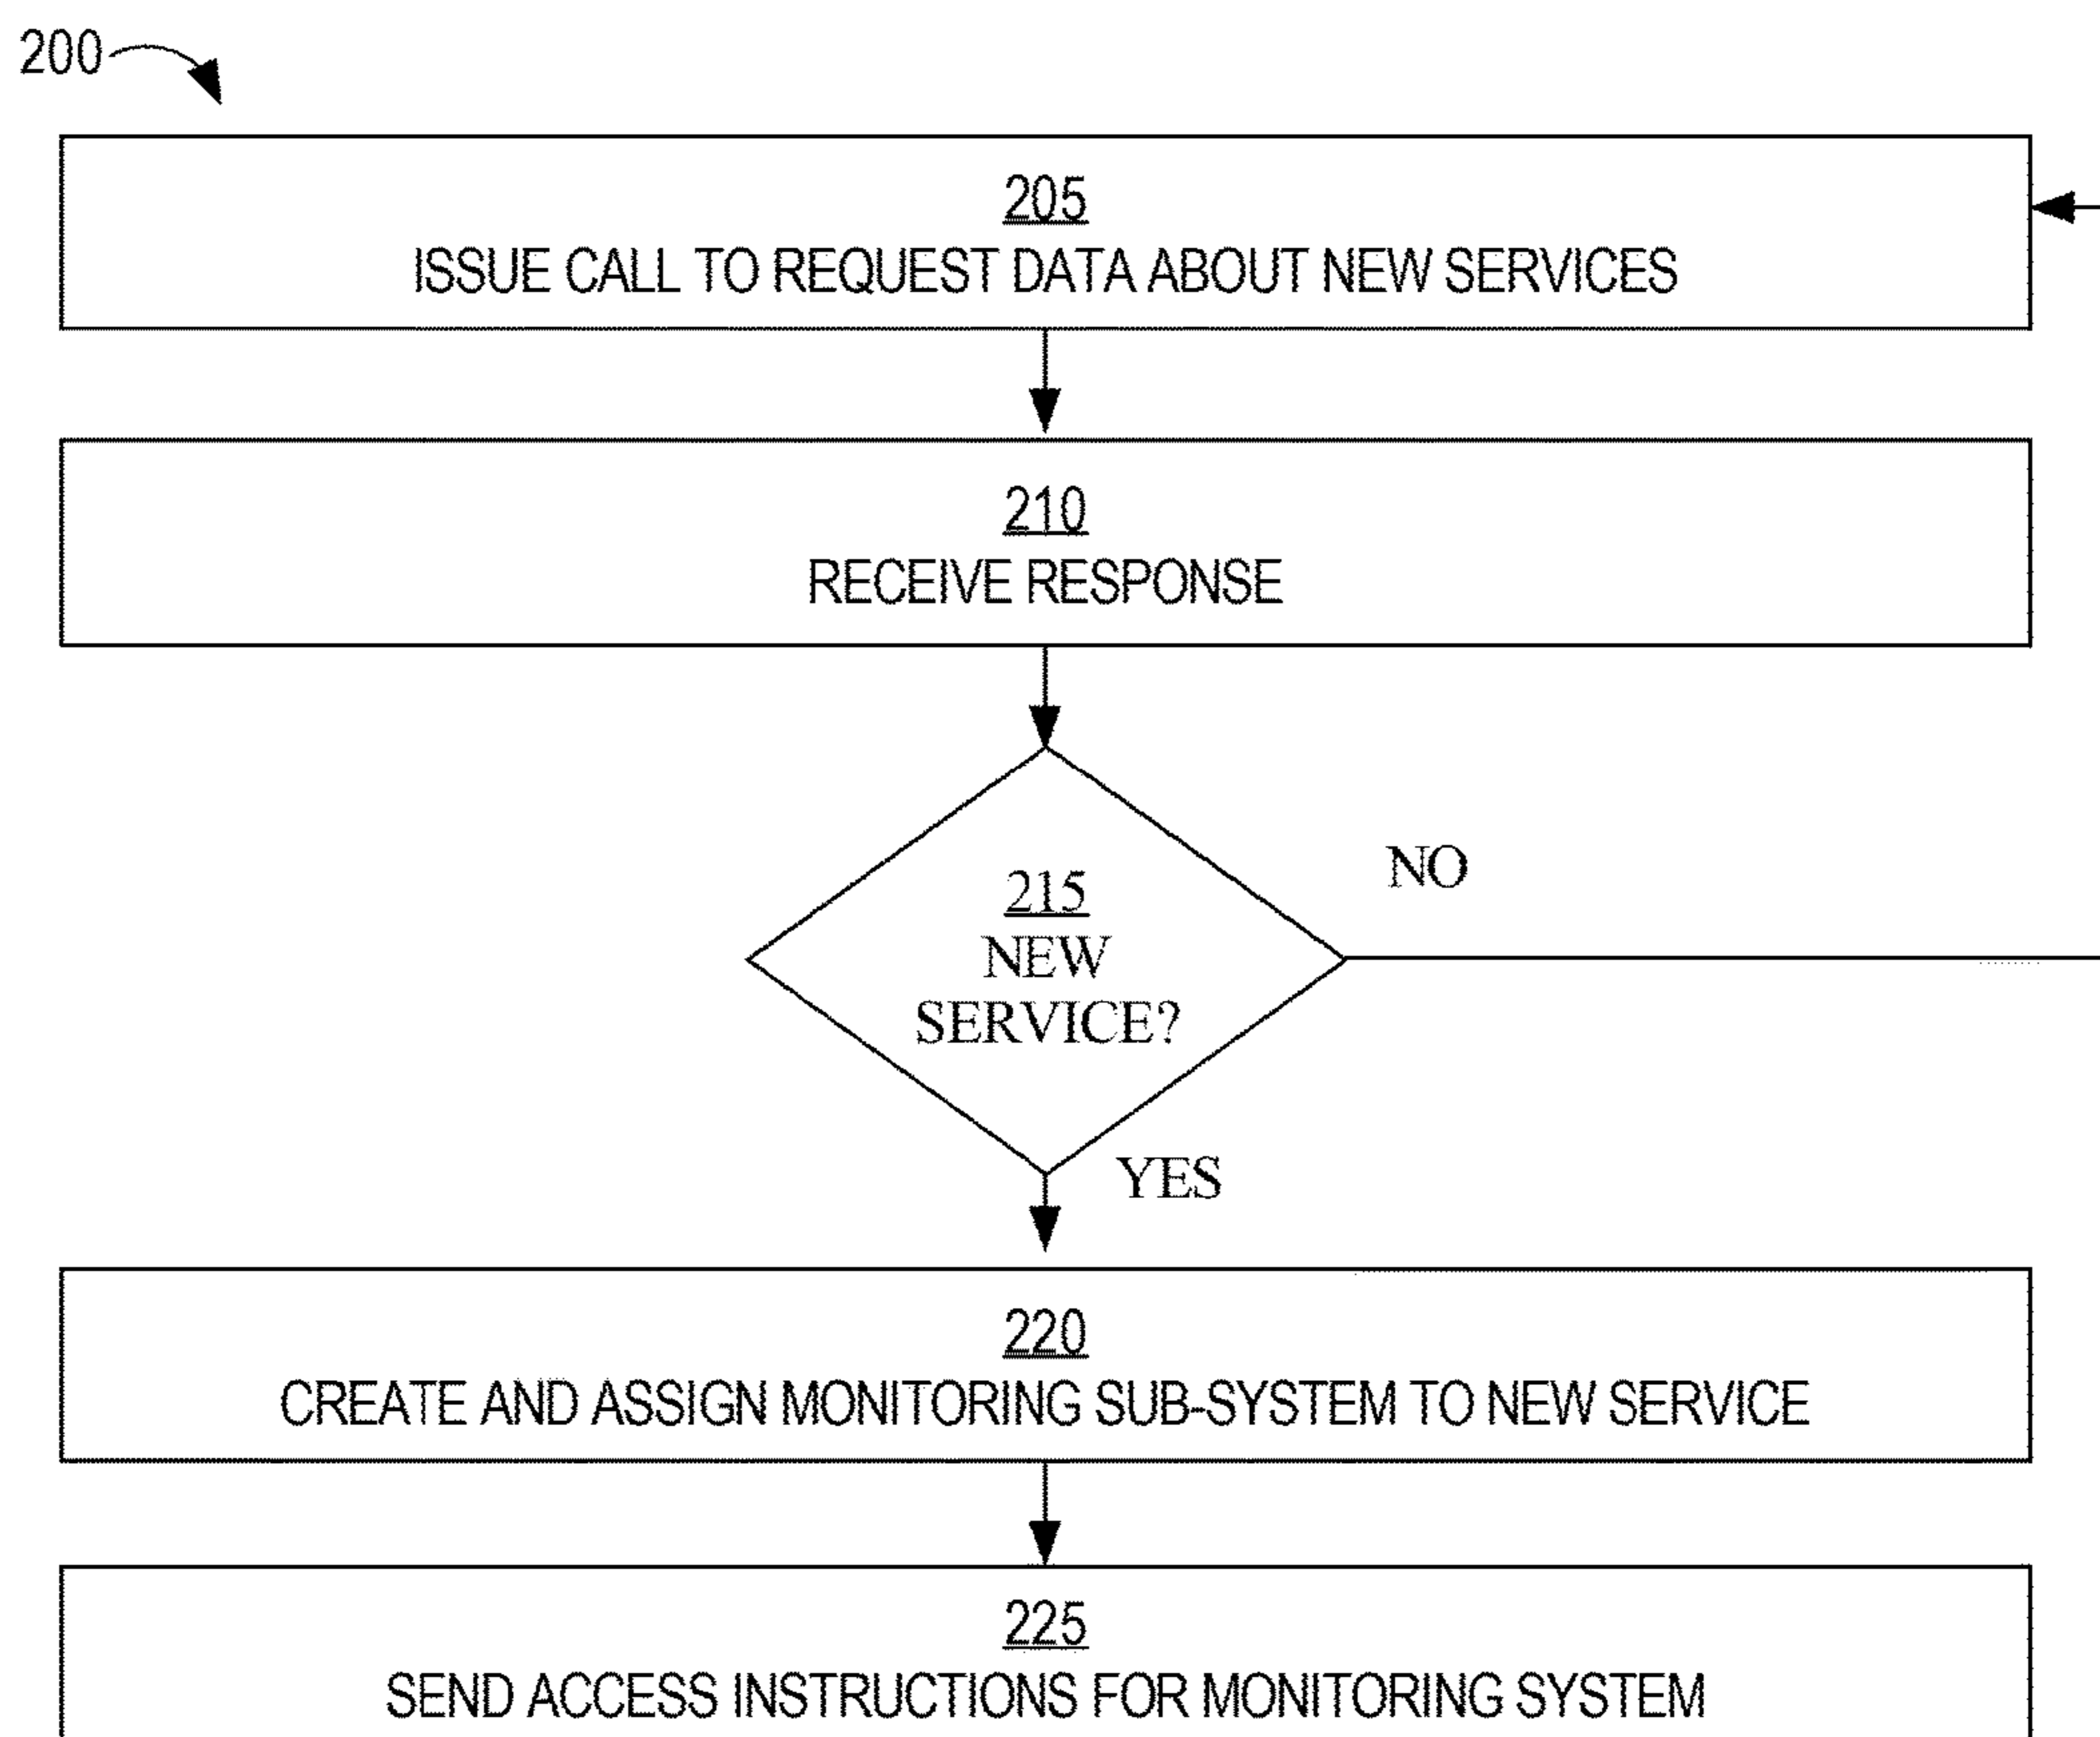 200
205
ISSUE CALL TO REQUEST DATA ABOUT NEW SERVICES
210
RECEIVE RESPONSE
215
NEW
SERVICE?
NO
YES
220
CREATE AND ASSIGN MONITORING SUB-SYSTEM TO NEW SERVICE
225
SEND ACCESS INSTRUCTIONS FOR MONITORING SYSTEM